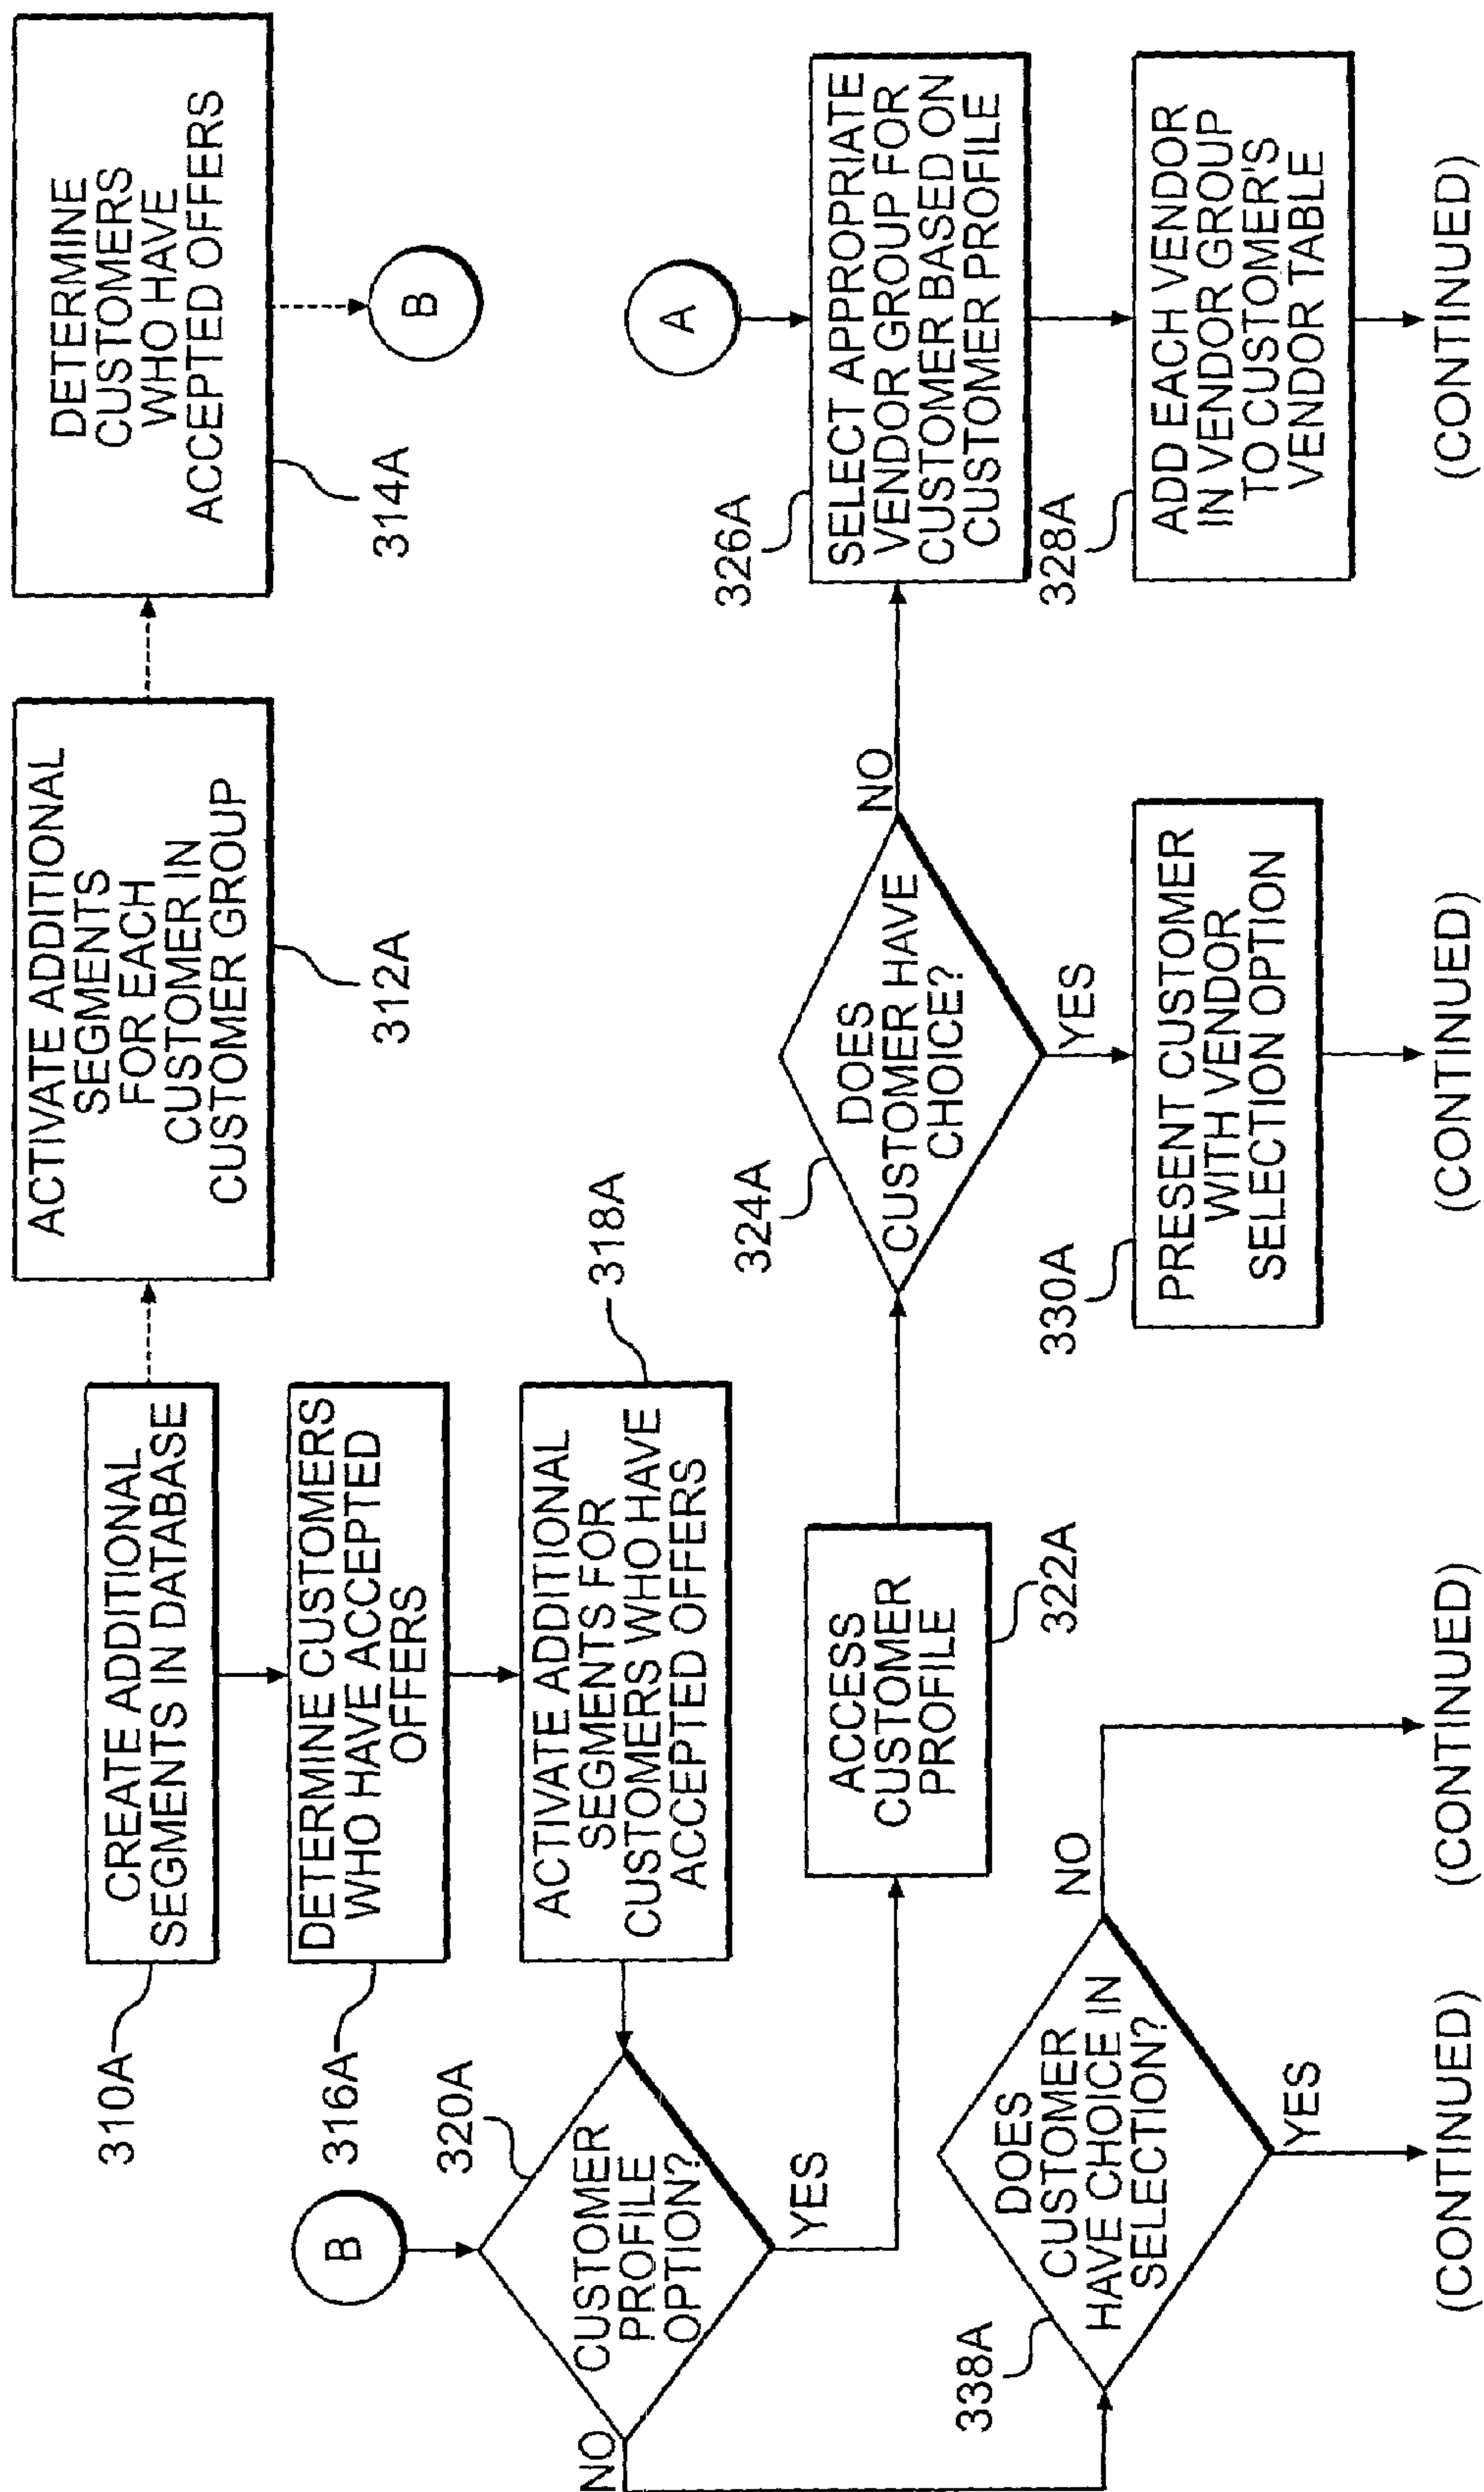 CREATE ADDITIONAL
SEGMENTS IN DATABASE
310A
ACTIVATE ADDITIONAL
SEGMENTS
FOR EACH
CUSTOMER IN
CUSTOMER GROUP
312A
DETERMINE
CUSTOMERS
WHO HAVE
ACCEPTED OFFERS
314A
B
DETERMINE CUSTOMERS
WHO HAVE ACCEPTED
OFFERS
316A
ACTIVATE ADDITIONAL
SEGMENTS FOR
CUSTOMERS WHO HAVE
ACCEPTED OFFERS
318A
B
320A
CUSTOMER
PROFILE
OPTION?
NO
YES
ACCESS
CUSTOMER
PROFILE
322A
324A
DOES
CUSTOMER HAVE
CHOICE?
NO
YES
A
326A
SELECT APPROPRIATE
VENDOR GROUP FOR
CUSTOMER BASED ON
CUSTOMER PROFILE
328A
ADD EACH VENDOR
IN VENDOR GROUP
TO CUSTOMER'S
VENDOR TABLE
330A
PRESENT CUSTOMER
WITH VENDOR
SELECTION OPTION
338A
DOES
CUSTOMER
HAVE CHOICE IN
SELECTION?
NO
YES
(CONTINUED)
(CONTINUED)
(CONTINUED)
(CONTINUED)